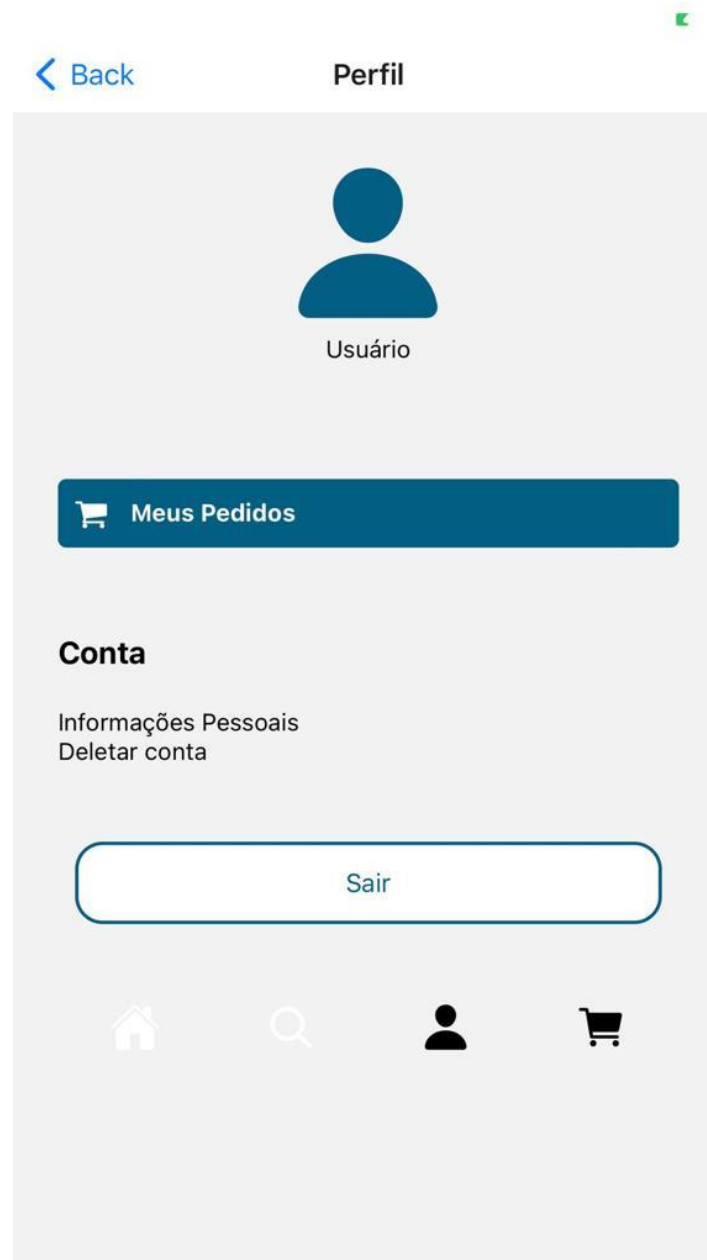 Back
Perfil
Usuário
Meus Pedidos
Conta
Informações Pessoais
Deletar conta
Sair